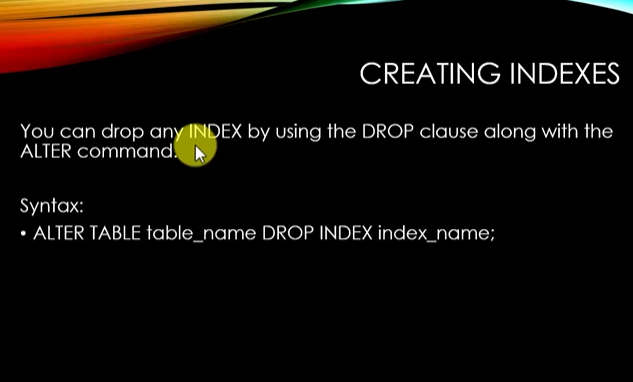 CREATING INDEXES
You can drop any INDEX by using the DROP clause along with the
ALTER command.
Syntax:
• ALTER TABLE table_name DROP INDEX index_name;